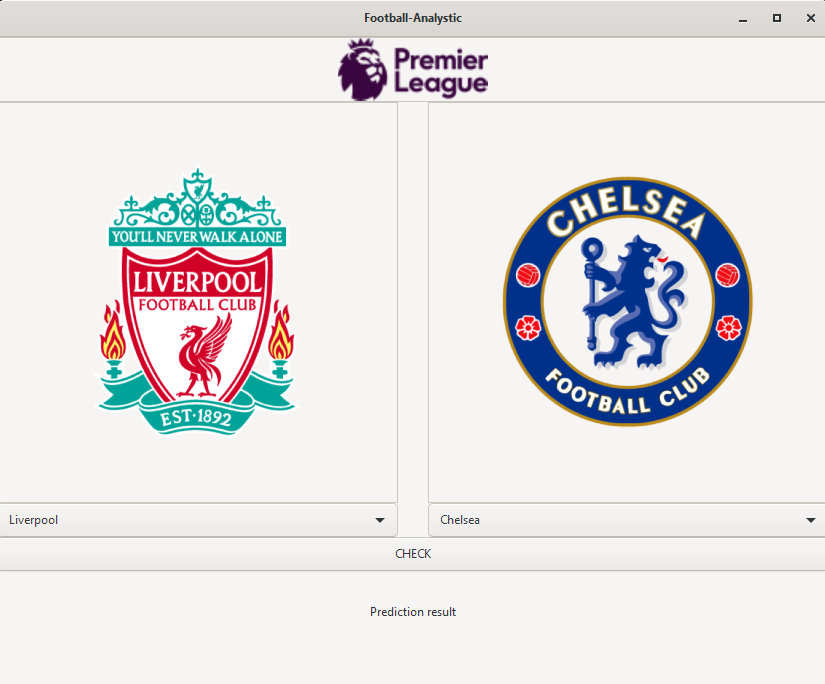 Football-Analystic
Premier
League
YOU'LL NEVER WALK ALONE
LIVERPOOL
FOOTBALL CLUB
EST·1892
CHELSEA
FOOTBALL CLUB
Liverpool
Chelsea
CHECK
Prediction result